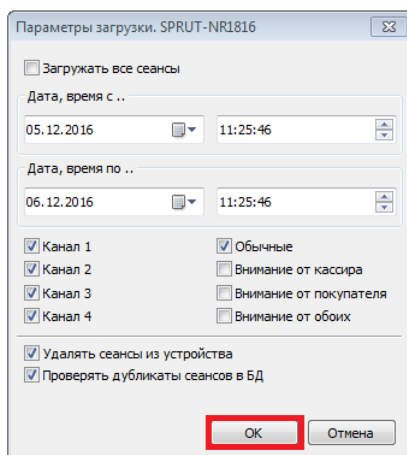 Параметры загрузки. SPRUT-NR1816
Загружать все сеансы
Дата, время с ..
05.12.2016 11:25:46
Дата, время по ..
06.12.2016 11:25:46
Канал 1 Обычные
Канал 2 Внимание от кассира
Канал 3 Внимание от покупателя
Канал 4 Внимание от обоих
Удалять сеансы из устройства
Проверять дубликаты сеансов в БД
OK Отмена